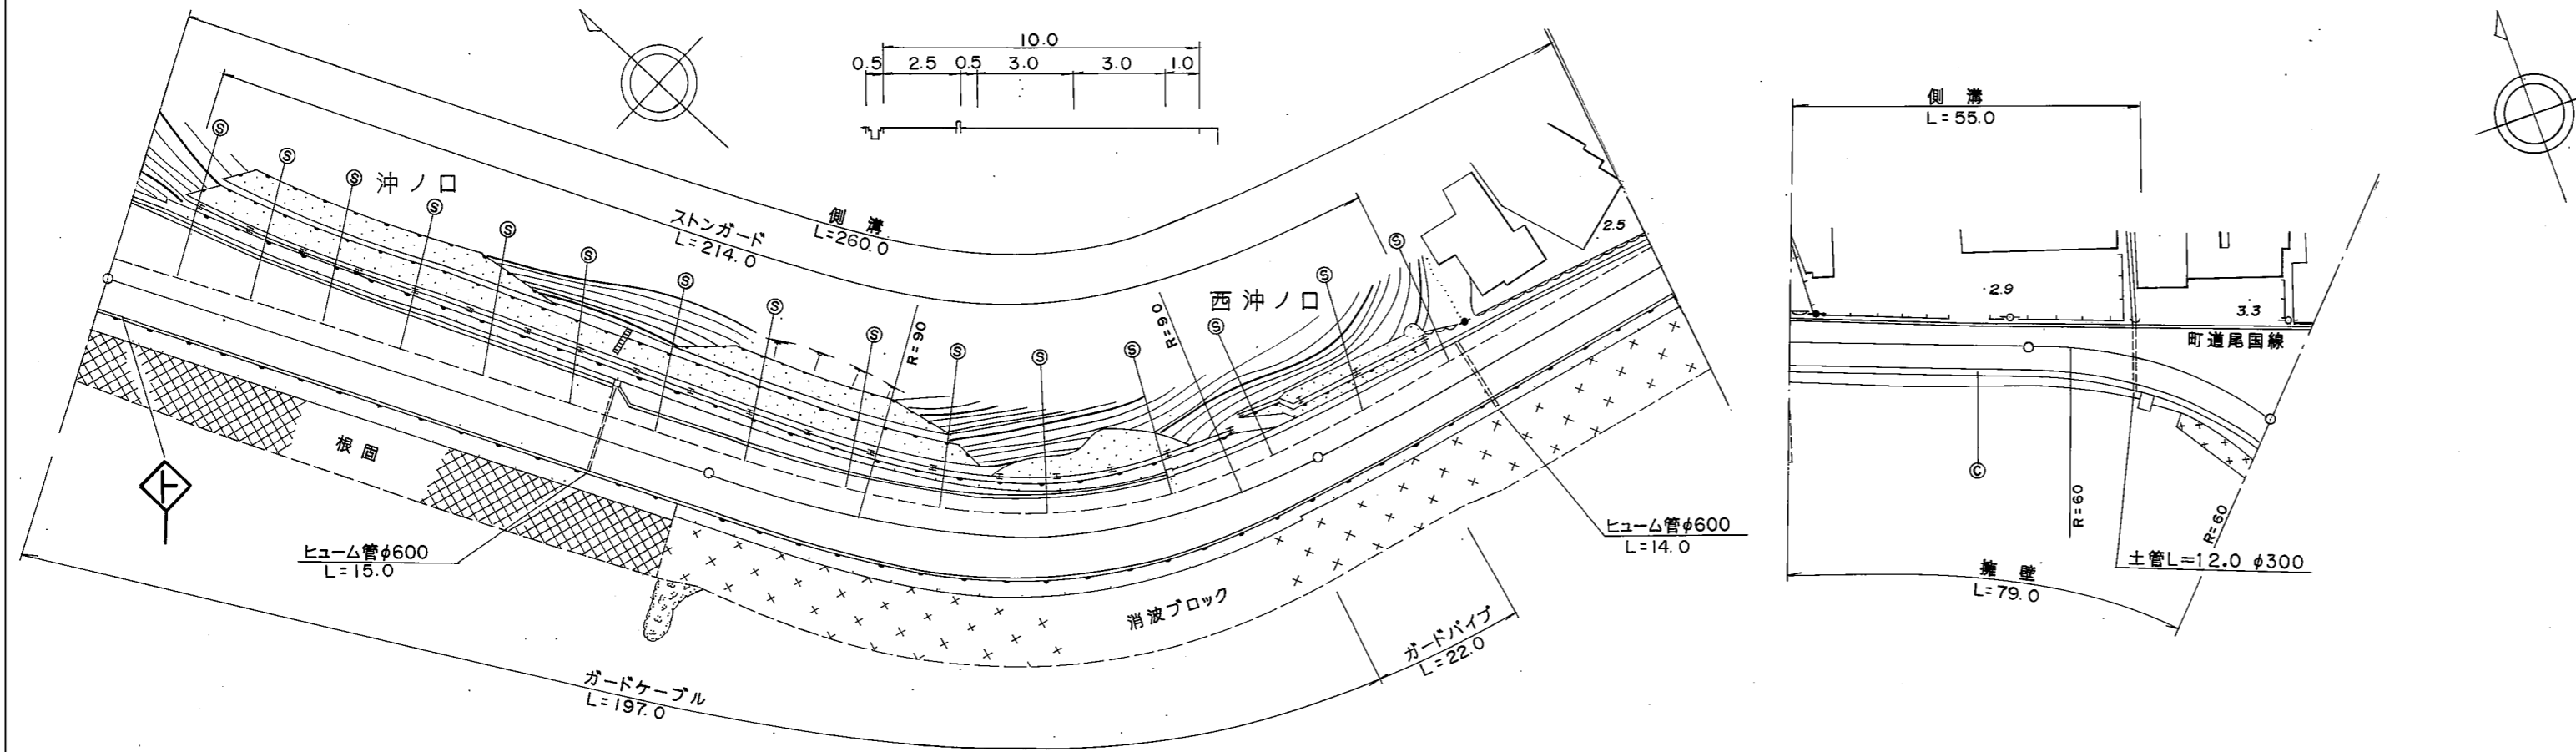 10.0
0.5 2.5 0.5 3.0 3.0 1.0
側溝
L=55.0
Ⓢ
Ⓢ
Ⓢ
沖ノ口
Ⓢ
Ⓢ
Ⓢ
Ⓢ
Ⓢ
Ⓢ
Ⓢ
Ⓢ
Ⓢ
Ⓢ
Ⓢ
Ⓢ
ストンガード
L=214.0
側溝
L=260.0
R=90
R=90
西沖ノ口
2.5
2.9
3.3
町道尾国線
根固
ヒューム管φ600
L=15.0
ヒューム管φ600
L=14.0
消波ブロック
ガードパイプ
L=22.0
ガードケーブル
L=197.0
Ⓒ
R=60
R=60
土管L=12.0 φ300
擁壁
L=79.0